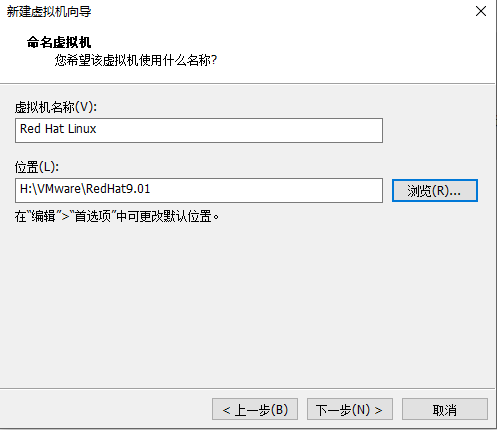 新建虚拟机向导
命名虚拟机
您希望该虚拟机使用什么名称?
虚拟机名称(V):
Red Hat Linux
位置(L):
H:\VMware\RedHat9.01
浏览(R)...
在"编辑">"首选项"中可更改默认位置。
< 上一步(B)
下一步(N) >
取消